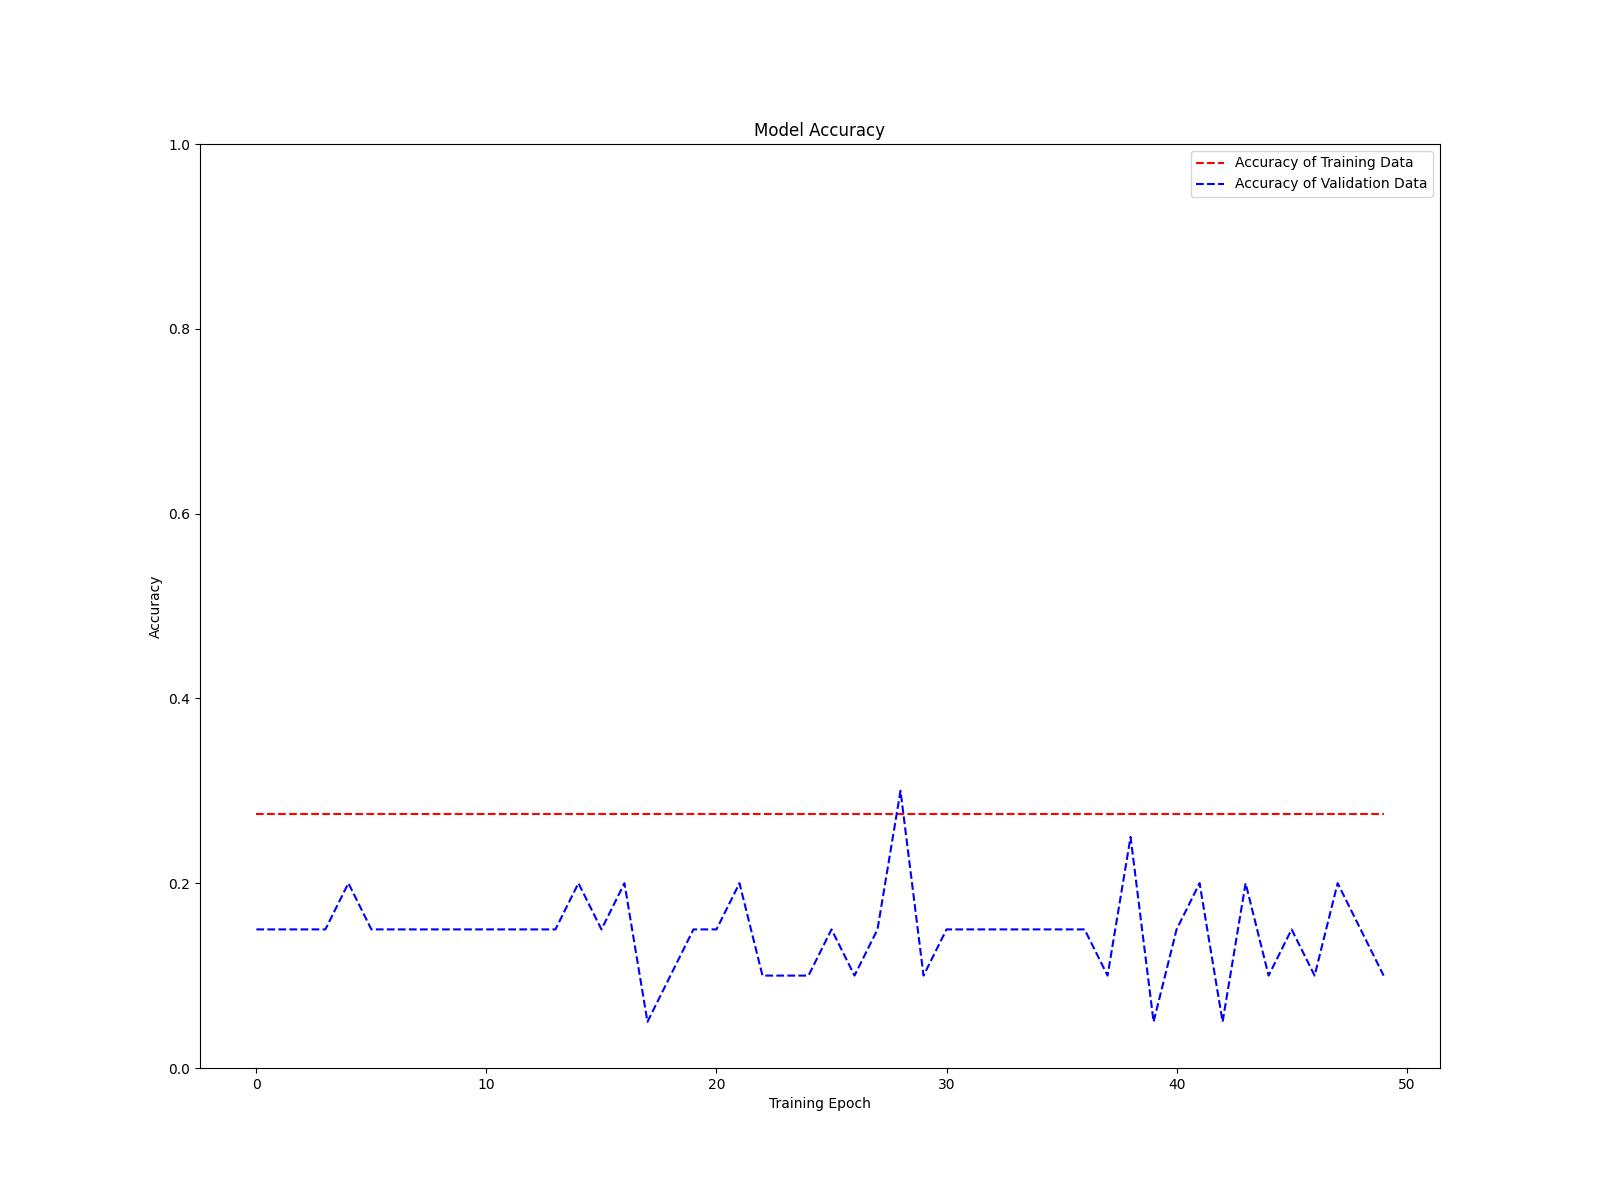 Model Accuracy
Accuracy of Training Data
Accuracy of Validation Data
1.0
0.8
0.6
0.4
0.2
0.0
Accuracy
0 10 20 30 40 50
Training Epoch